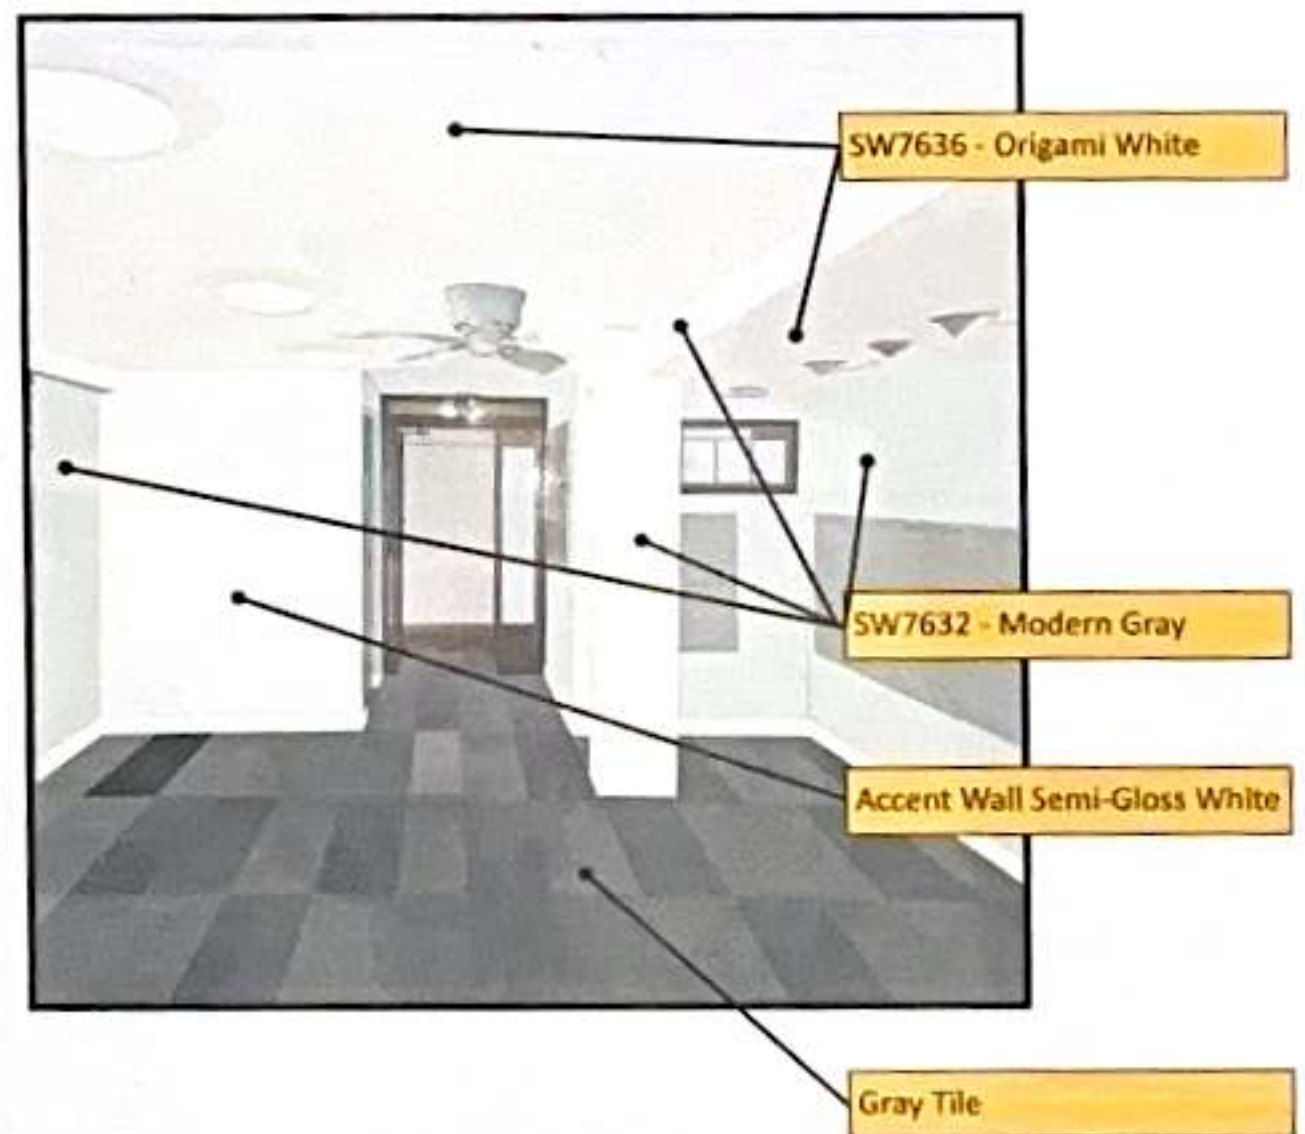 SW7636 - Origami White
SW7632 - Modern Gray
Accent Wall Semi-Gloss White
Gray Tile